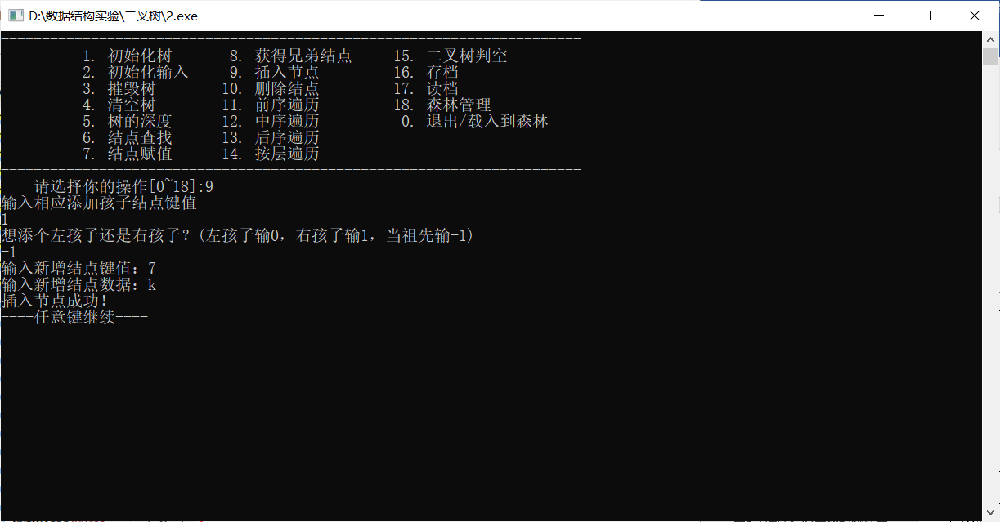 D:\数据结构实验\二叉树\2.exe
-----------------------------------------------------------------------
1. 初始化树 8. 获得兄弟结点 15. 二叉树判空
2. 初始化输入 9. 插入节点 16. 存档
3. 摧毁树 10. 删除结点 17. 读档
4. 清空树 11. 前序遍历 18. 森林管理
5. 树的深度 12. 中序遍历 0. 退出/载入到森林
6. 结点查找 13. 后序遍历
7. 结点赋值 14. 按层遍历
-----------------------------------------------------------------------
请选择你的操作[0~18]:9
输入相应添加孩子结点键值
1
想添个左孩子还是右孩子？(左孩子输0，右孩子输1，当祖先输-1)
-1
输入新增结点键值：7
输入新增结点数据：k
插入节点成功！
----任意键继续----